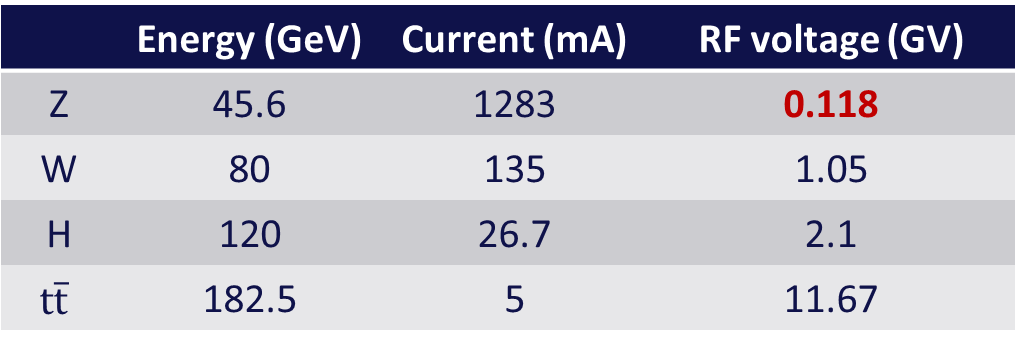 Energy (GeV) Current (mA) RF voltage (GV)
Z 45.6 1283 0.118
W 80 135 1.05
H 120 26.7 2.1
tt̄ 182.5 5 11.67